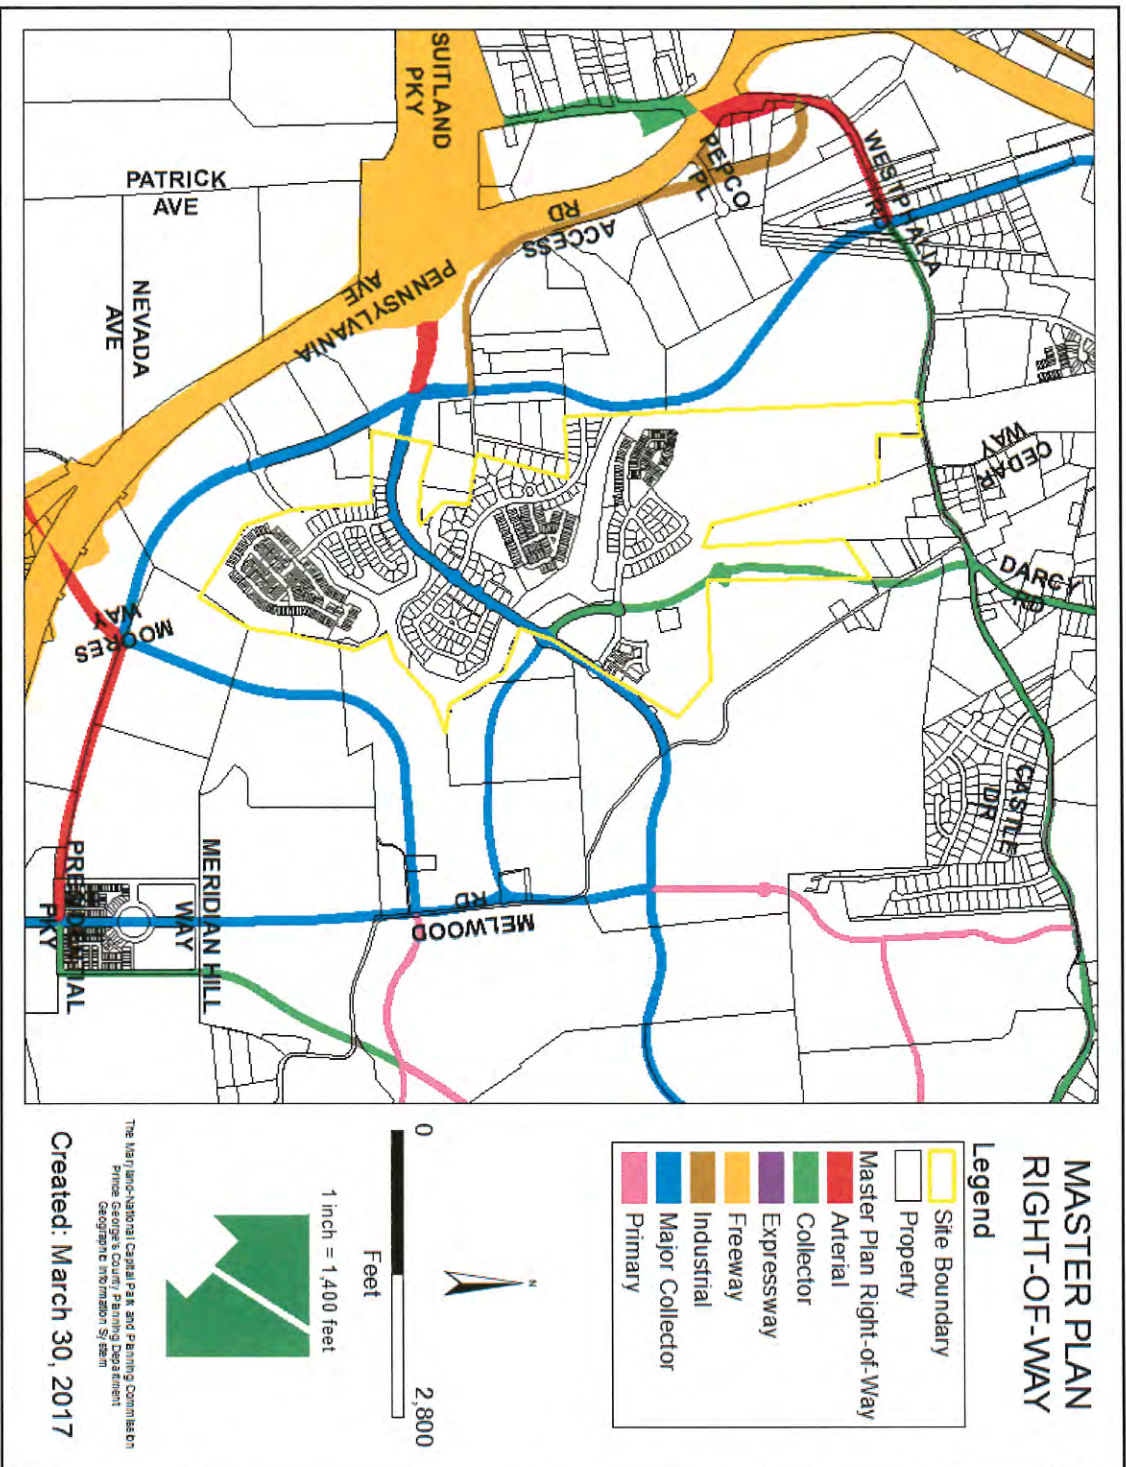 MASTER PLAN
RIGHT-OF-WAY
Legend
Site Boundary
Property
Master Plan Right-of-Way
Arterial
Collector
Expressway
Freeway
Industrial
Major Collector
Primary
N
0
2,800
Feet
1 inch = 1,400 feet
The Maryland-National Capital Park and Planning Commission
Prince George's County Planning Department
Geographic Information System
Created: March 30, 2017
SUITLAND
PKY
PATRICK
AVE
NEVADA
AVE
PENNSYLVANIA
AVE
ACCESS
RD
PEPCO
PL
WESTPHALIA
RD
CEDAR
WAY
DARCY
RD
CASTLE
DR
MOORES
WAY
MELWOOD
RD
MERIDIAN HILL
WAY
PRESIDENTIAL
PKY